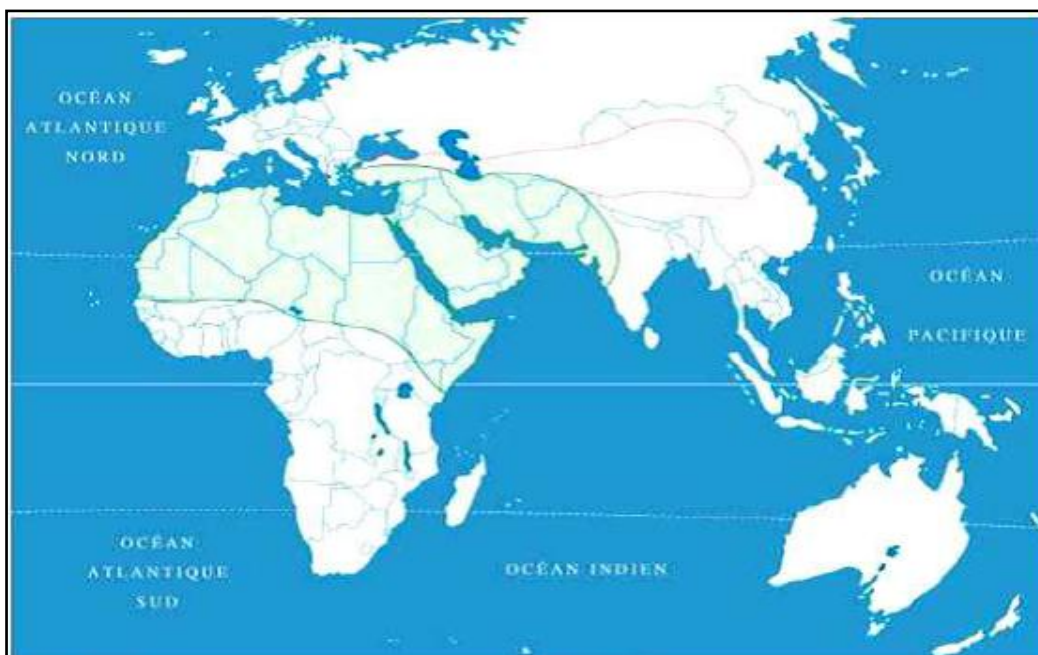 OCÉAN
ATLANTIQUE
NORD
OCÉAN
PACIFIQUE
OCÉAN
ATLANTIQUE
SUD
OCÉAN INDIEN